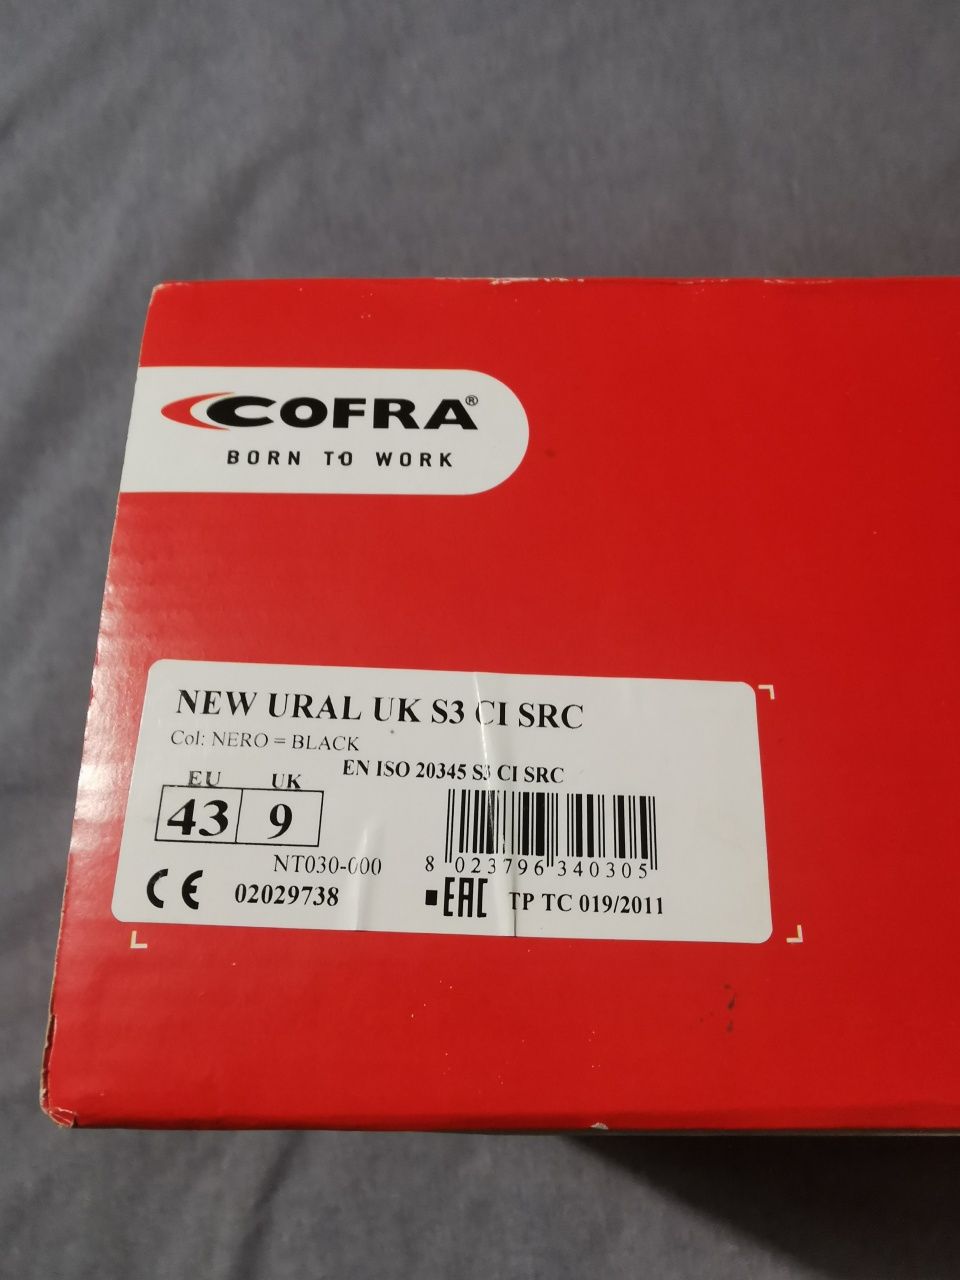 COFRA®
BORN TO WORK
NEW URAL UK S3 CI SRC
Col: NERO = BLACK
EN ISO 20345 S3 CI SRC
EU UK
43 9
NT030-000
8 023796 340305
CE 02029738
EAC TP TC 019/2011